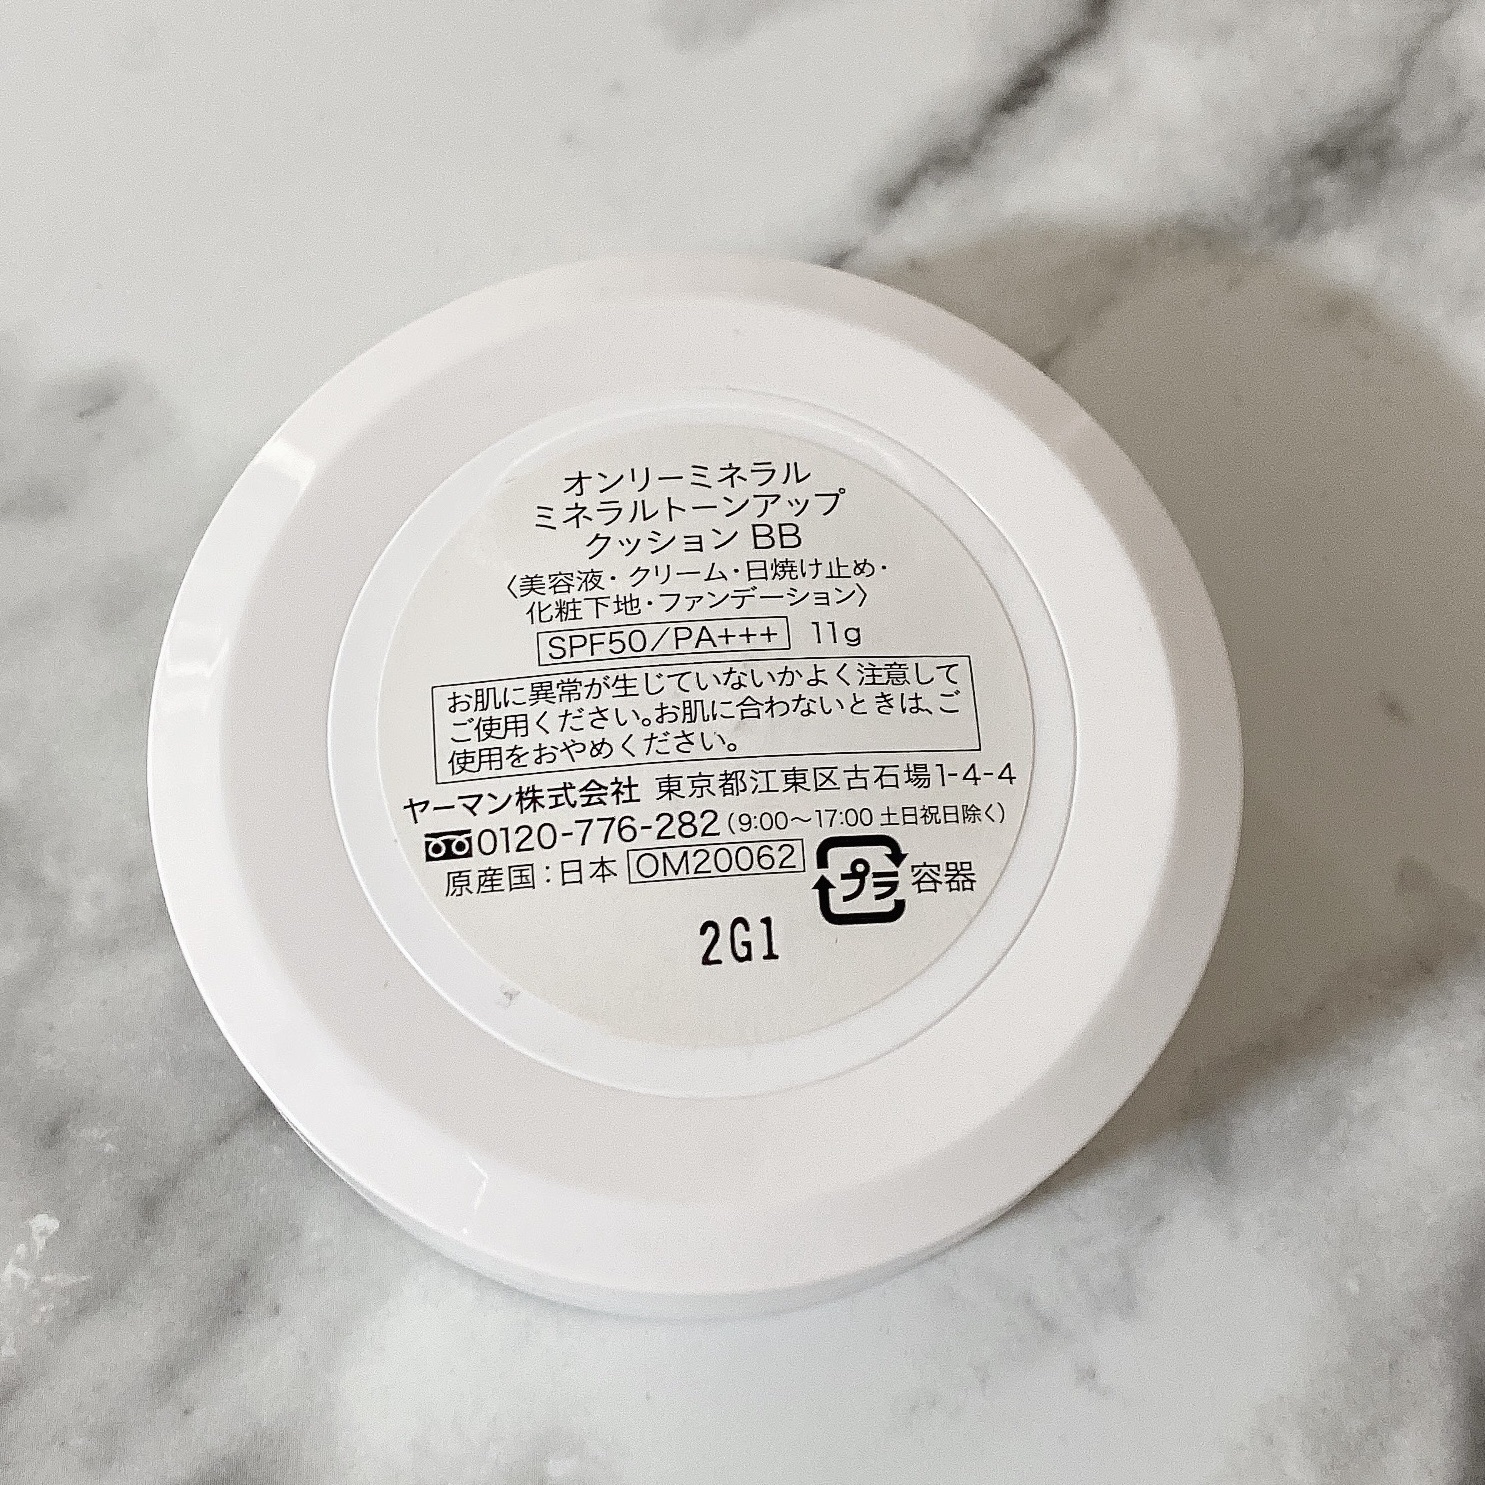 オンリーミネラル
ミネラルトーンアップ
クッション BB
〈美容液・クリーム・日焼け止め・
化粧下地・ファンデーション〉
SPF50/PA+++ 11g
お肌に異常が生じていないかよく注意して
ご使用ください。お肌に合わないときは、ご
使用をおやめください。
ヤーマン株式会社 東京都江東区古石場1-4-4
0120-776-282(9:00〜17:00 土日祝日除く)
原産国:日本 OM20062 プラ 容器
2G1